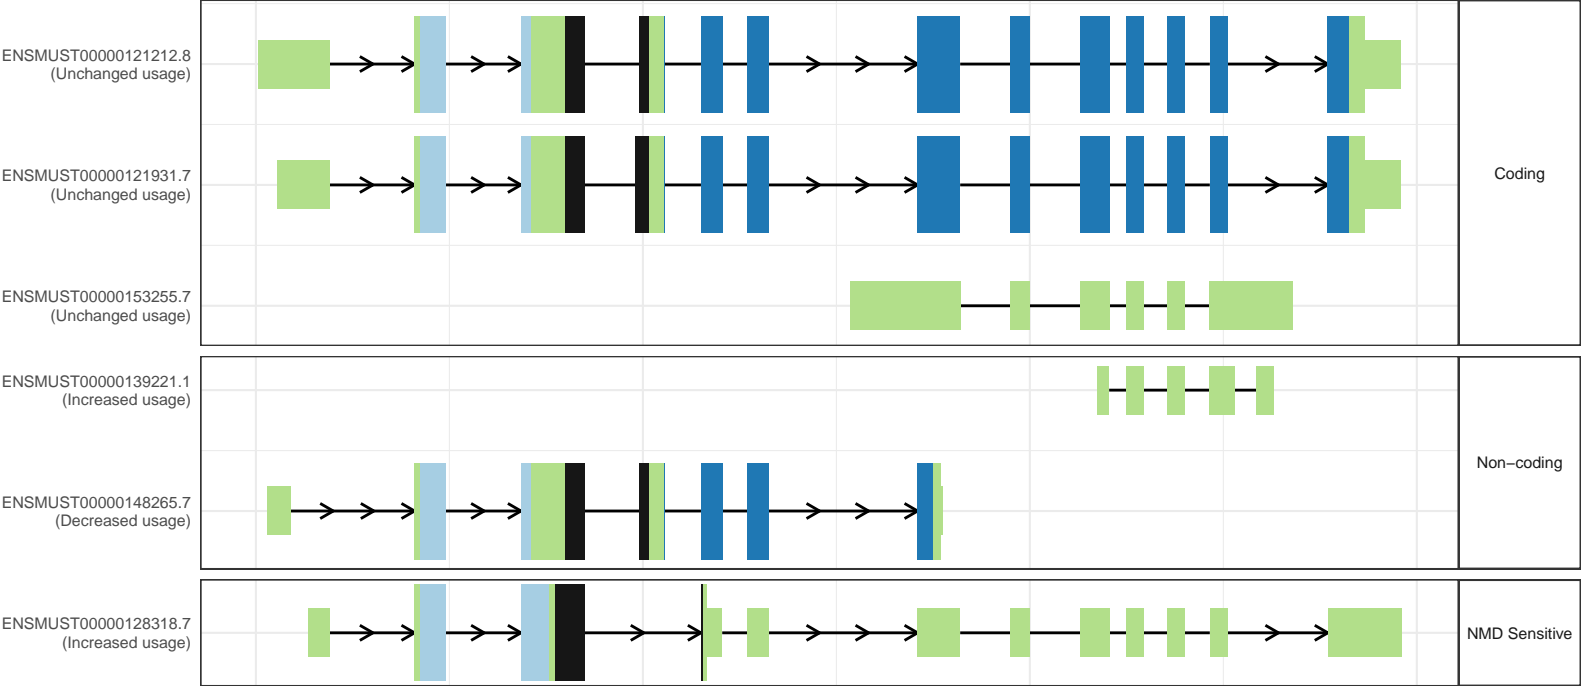 ENSMUST00000121212.8
(Unchanged usage)
ENSMUST00000121931.7
(Unchanged usage)
ENSMUST00000153255.7
(Unchanged usage)
Coding
ENSMUST00000139221.1
(Increased usage)
ENSMUST00000148265.7
(Decreased usage)
Non−coding
ENSMUST00000128318.7
(Increased usage)
NMD Sensitive